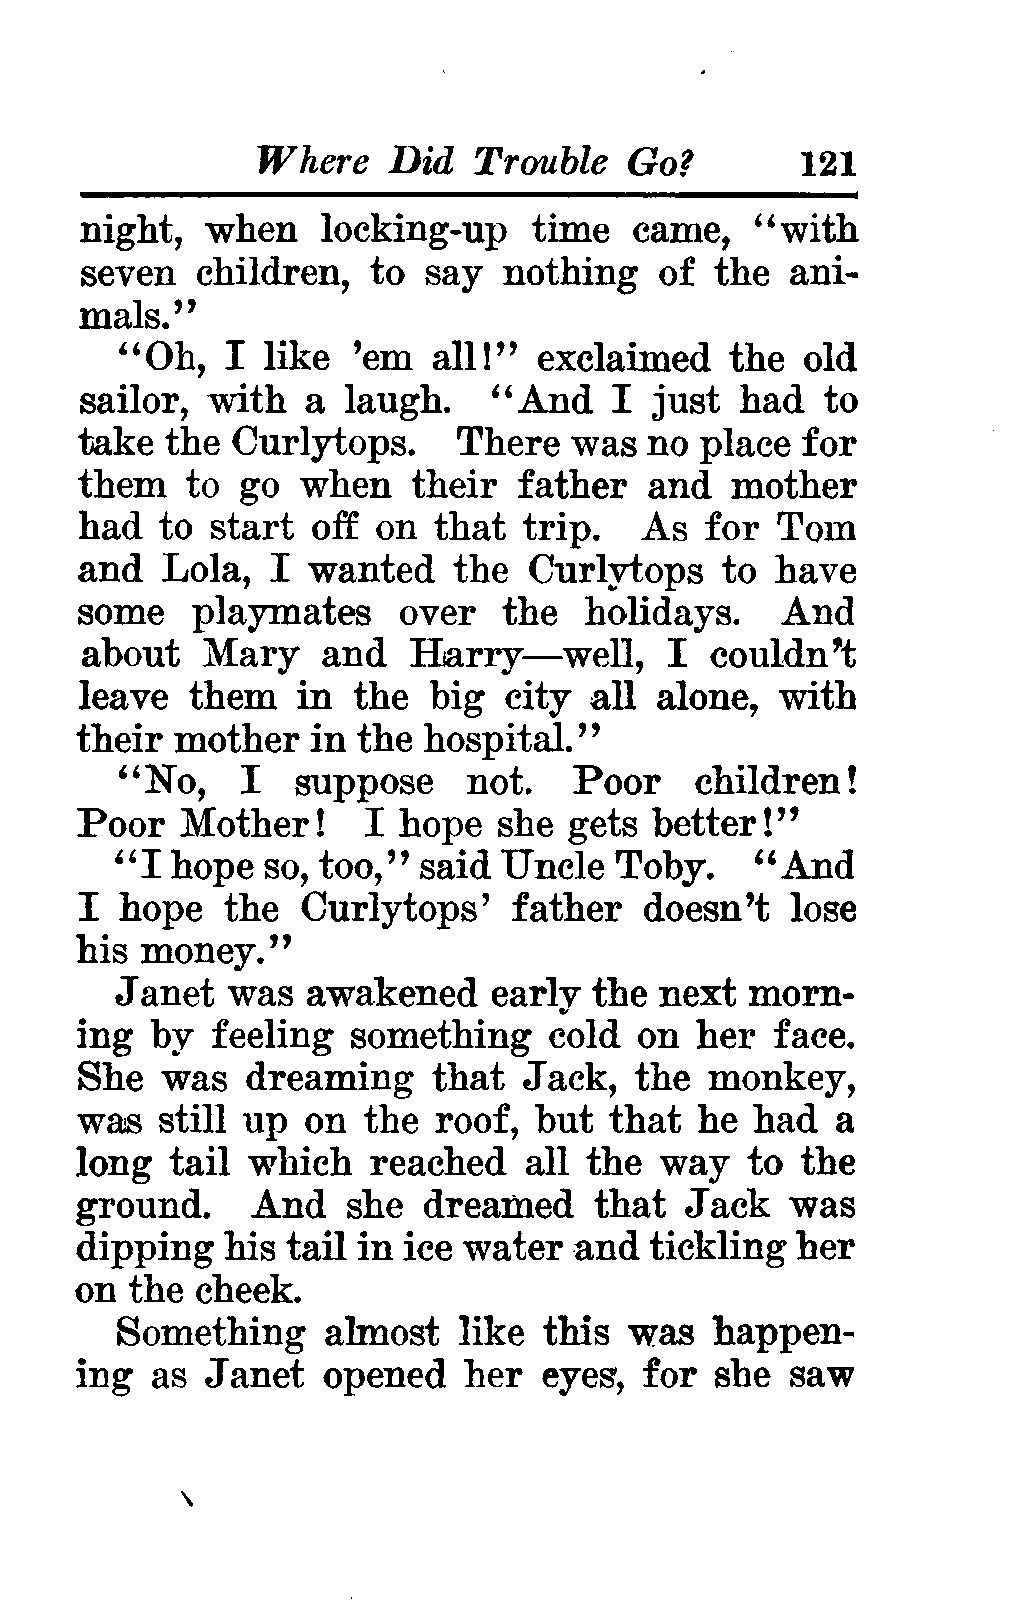 Where Did Trouble Go? 121
night, when locking-up time came, “with
seven children, to say nothing of the ani-
mals.”
“Oh, I like ’em all!” exclaimed the old
sailor, with a laugh. “And I just had to
take the Curlytops. There was no place for
them to go when their father and mother
had to start off on that trip. As for Tom
and Lola, I wanted the Curlytops to have
some playmates over the holidays. And
about Mary and Harry—well, I couldn’t
leave them in the big city all alone, with
their mother in the hospital.”
“No, I suppose not. Poor children!
Poor Mother! I hope she gets better!”
“I hope so, too,” said Uncle Toby. “And
I hope the Curlytops’ father doesn’t lose
his money.”
Janet was awakened early the next morn-
ing by feeling something cold on her face.
She was dreaming that Jack, the monkey,
was still up on the roof, but that he had a
long tail which reached all the way to the
ground. And she dreamed that Jack was
dipping his tail in ice water and tickling her
on the cheek.
Something almost like this was happen-
ing as Janet opened her eyes, for she saw